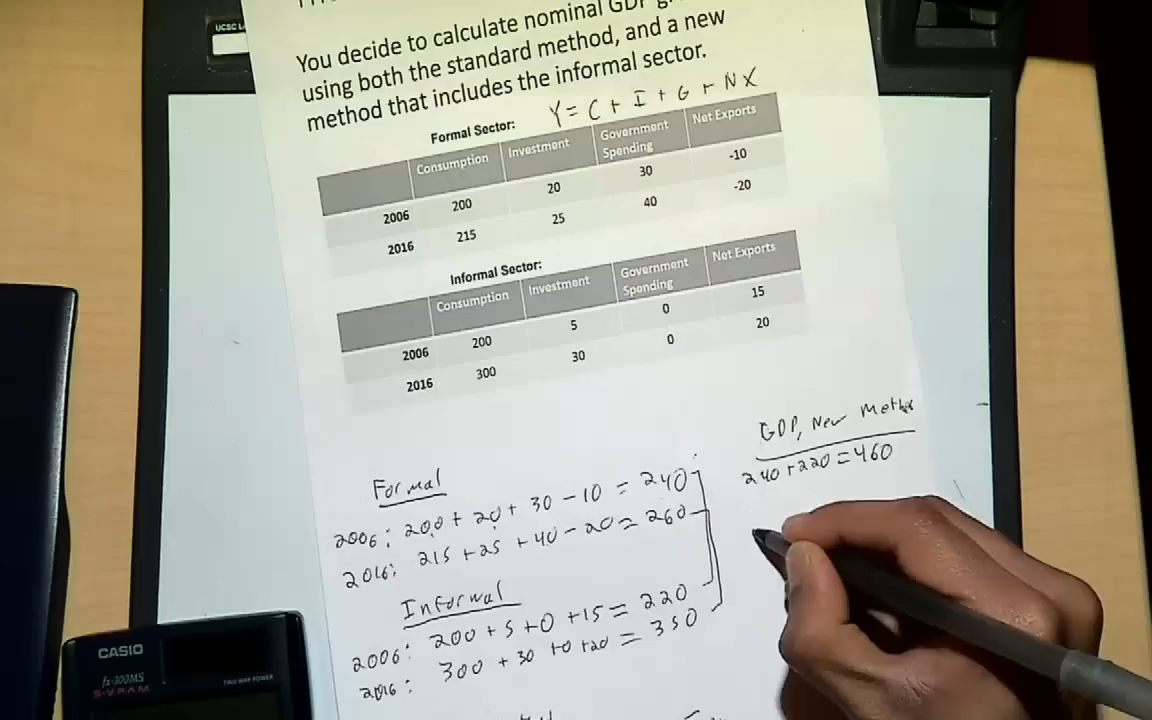 UCSC
You decide to calculate nominal GDP
using both the standard method, and a new
method that includes the informal sector.
Y = C + I + G + NX
Formal Sector:
Consumption Investment Government Spending Net Exports
2006 200 20 30 -10
2016 215 25 40 -20
Informal Sector:
Consumption Investment Government Spending Net Exports
2006 200 5 0 15
2016 300 30 0 20
GDP, New Method
240 + 220 = 460
Formal
2006: 200 + 20 + 30 - 10 = 240
2016: 215 + 25 + 40 - 20 = 260
Informal
2006: 200 + 5 + 0 + 15 = 220
2016: 300 + 30 + 0 + 20 = 350
CASIO
fx-300MS
S-V.P.A.M.
TWO WAY POWER